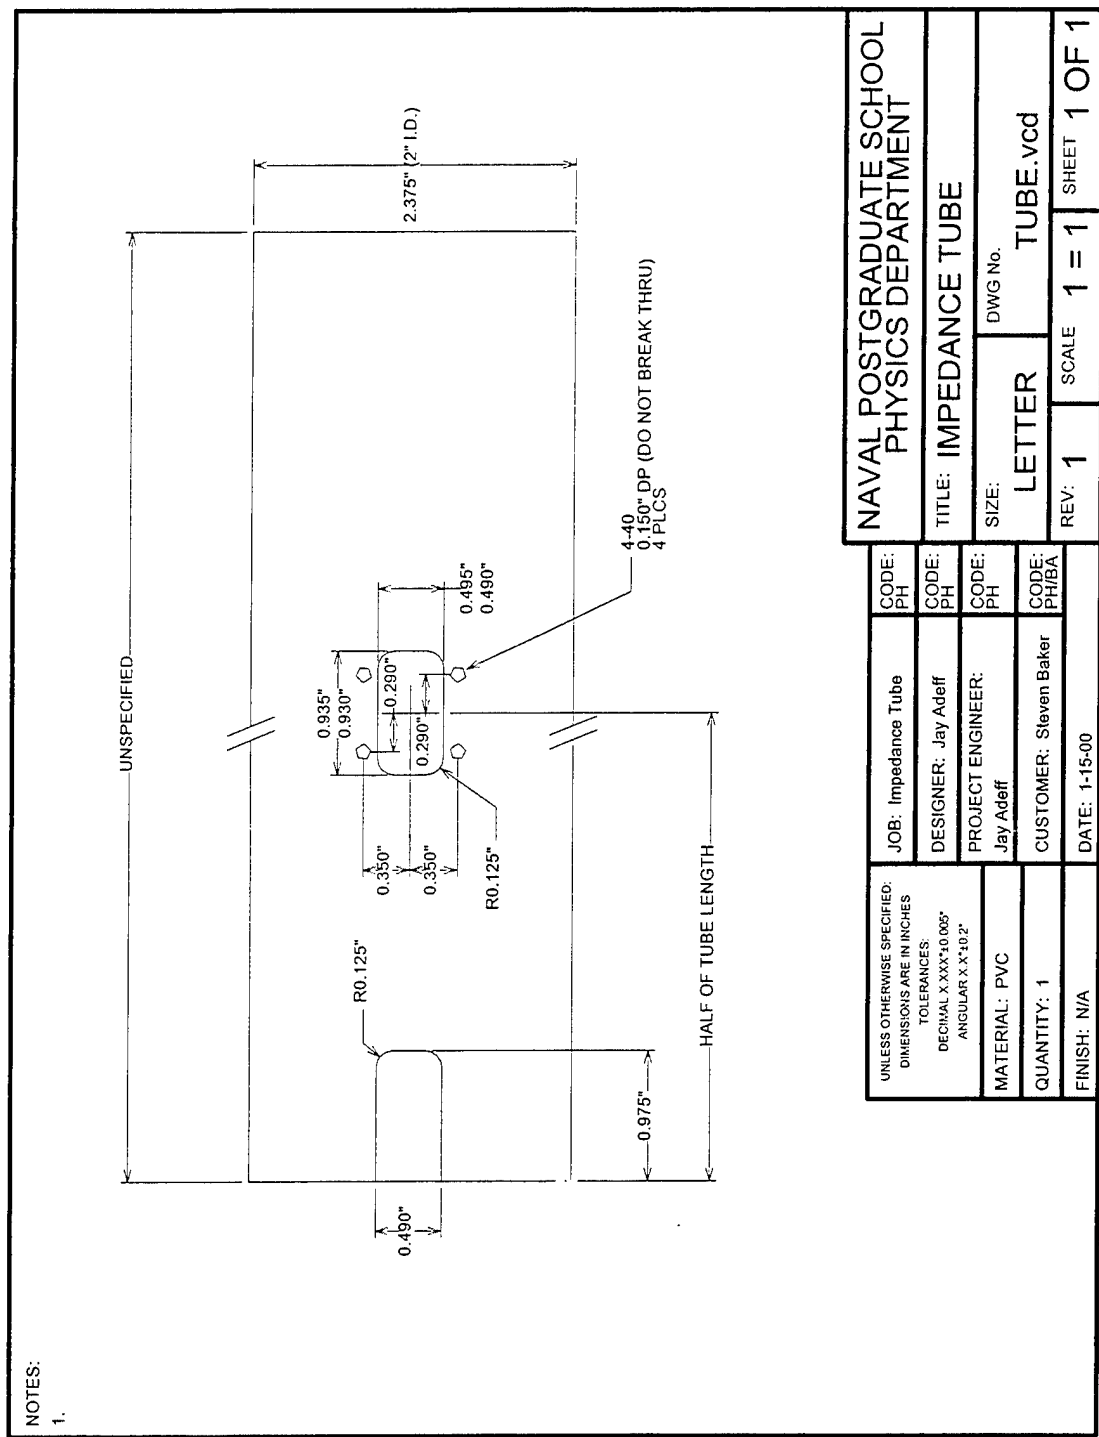 NOTES:
1.
UNSPECIFIED
2.375" (2" I.D.)
0.935"
0.930"
0.290"
0.290"
0.495"
0.490"
0.350"
0.350"
R0.125"
R0.125"
4-40
0.150" DP (DO NOT BREAK THRU)
4 PLCS
0.490"
0.975"
HALF OF TUBE LENGTH
UNLESS OTHERWISE SPECIFIED:
DIMENSIONS ARE IN INCHES
TOLERANCES:
DECIMAL X.XXX"±0.005"
ANGULAR X.X°±0.2°
MATERIAL: PVC
QUANTITY: 1
FINISH: N/A
JOB: Impedance Tube
CODE:
PH
DESIGNER: Jay Adeff
CODE:
PH
PROJECT ENGINEER:
Jay Adeff
CODE:
PH
CUSTOMER: Steven Baker
CODE:
PH/BA
DATE: 1-15-00
NAVAL POSTGRADUATE SCHOOL
PHYSICS DEPARTMENT
TITLE: IMPEDANCE TUBE
SIZE:
LETTER
DWG No.
TUBE.vcd
REV: 1
SCALE 1 = 1
SHEET 1 OF 1